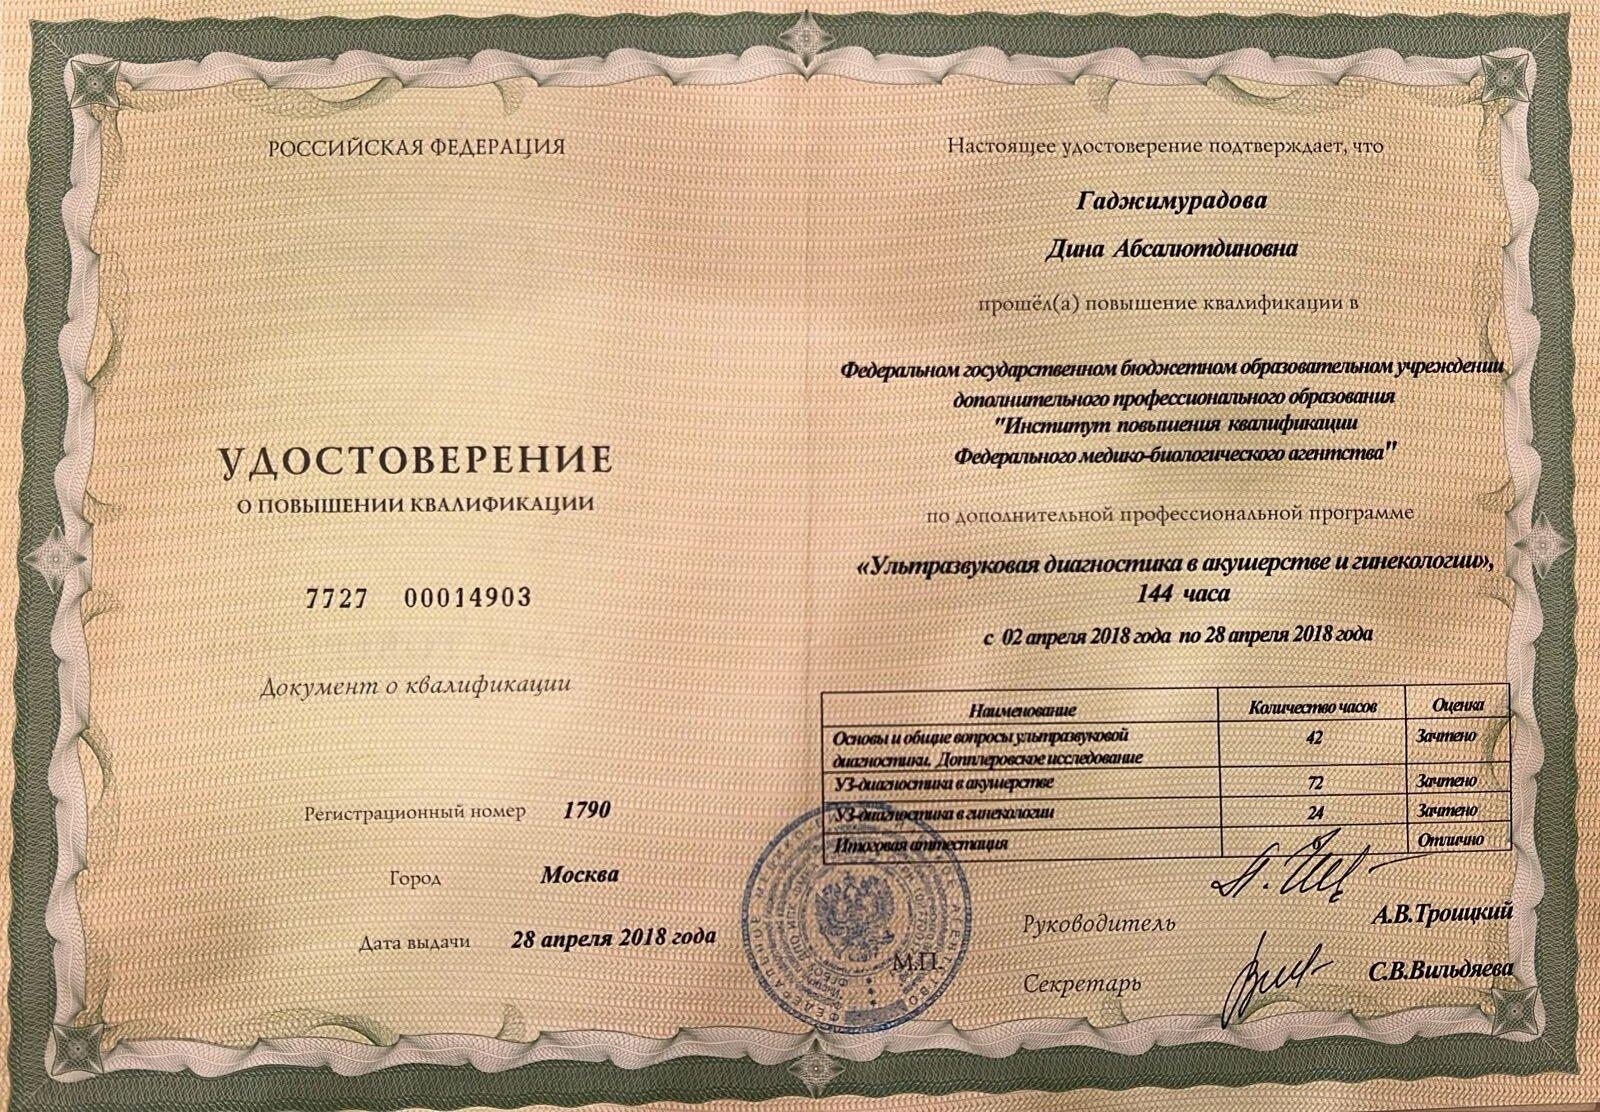 РОССИЙСКАЯ ФЕДЕРАЦИЯ
УДОСТОВЕРЕНИЕ
О ПОВЫШЕНИИ КВАЛИФИКАЦИИ
7727 00014903
Документ о квалификации
Регистрационный номер 1790
Город Москва
Дата выдачи 28 апреля 2018 года
Настоящее удостоверение подтверждает, что
Гаджимурадова
Дина Абсалютдиновна
прошёл(а) повышение квалификации в
Федеральном государственном бюджетном образовательном учреждении
дополнительного профессионального образования
"Институт повышения квалификации
Федерального медико-биологического агентства"
по дополнительной профессиональной программе
«Ультразвуковая диагностика в акушерстве и гинекологии»,
144 часа
с 02 апреля 2018 года по 28 апреля 2018 года
Наименование Количество часов Оценка
Основы и общие вопросы ультразвуковой 42 Зачтено
диагностики. Допплеровское исследование
УЗ-диагностика в акушерстве 72 Зачтено
УЗ-диагностика в гинекологии 24 Зачтено
Итоговая аттестация Отлично
Руководитель А.В.Троицкий
М.П.
Секретарь С.В.Вильдяева